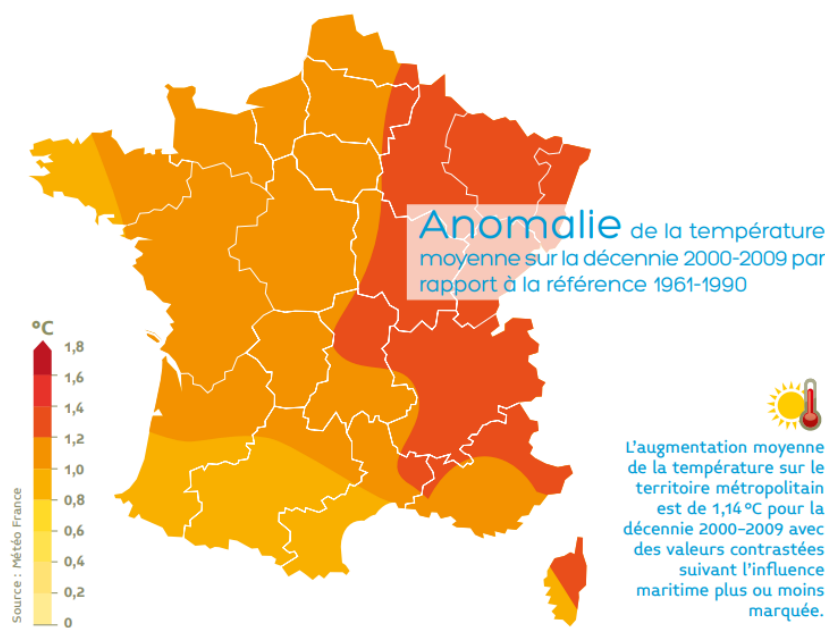 Anomalie de la température
moyenne sur la décennie 2000-2009 par
rapport à la référence 1961-1990
°C
1,8
1,6
1,4
1,2
1,0
0,8
0,6
0,4
0,2
0
Source : Météo France
L'augmentation moyenne
de la température sur le
territoire métropolitain
est de 1,14 °C pour la
décennie 2000-2009 avec
des valeurs contrastées
suivant l'influence
maritime plus ou moins
marquée.